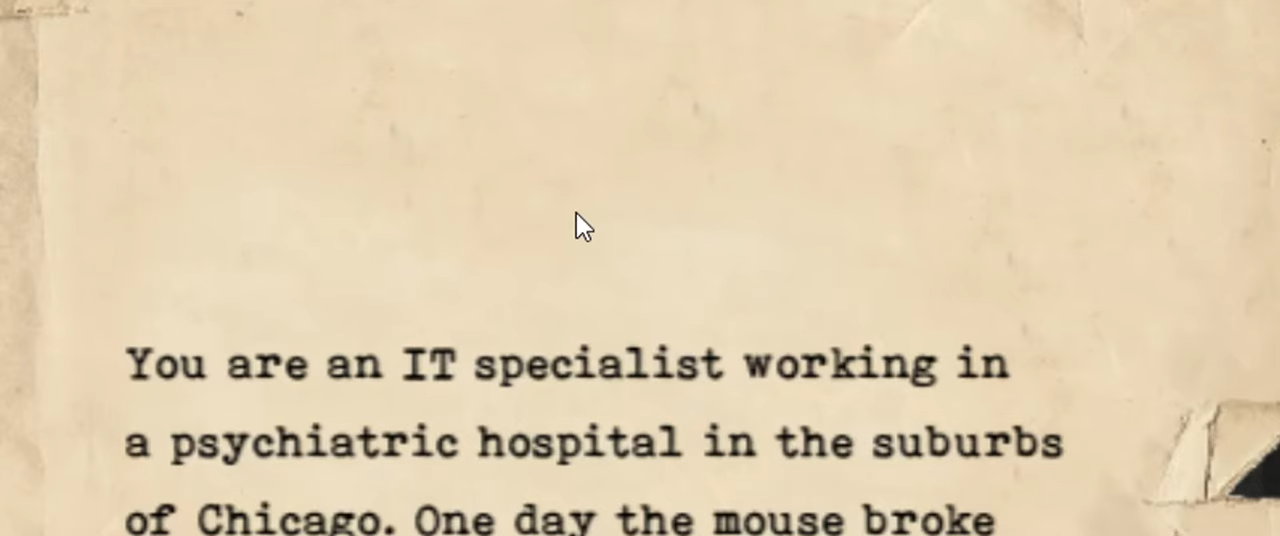 You are an IT specialist working in
a psychiatric hospital in the suburbs
of Chicago. One day the mouse broke